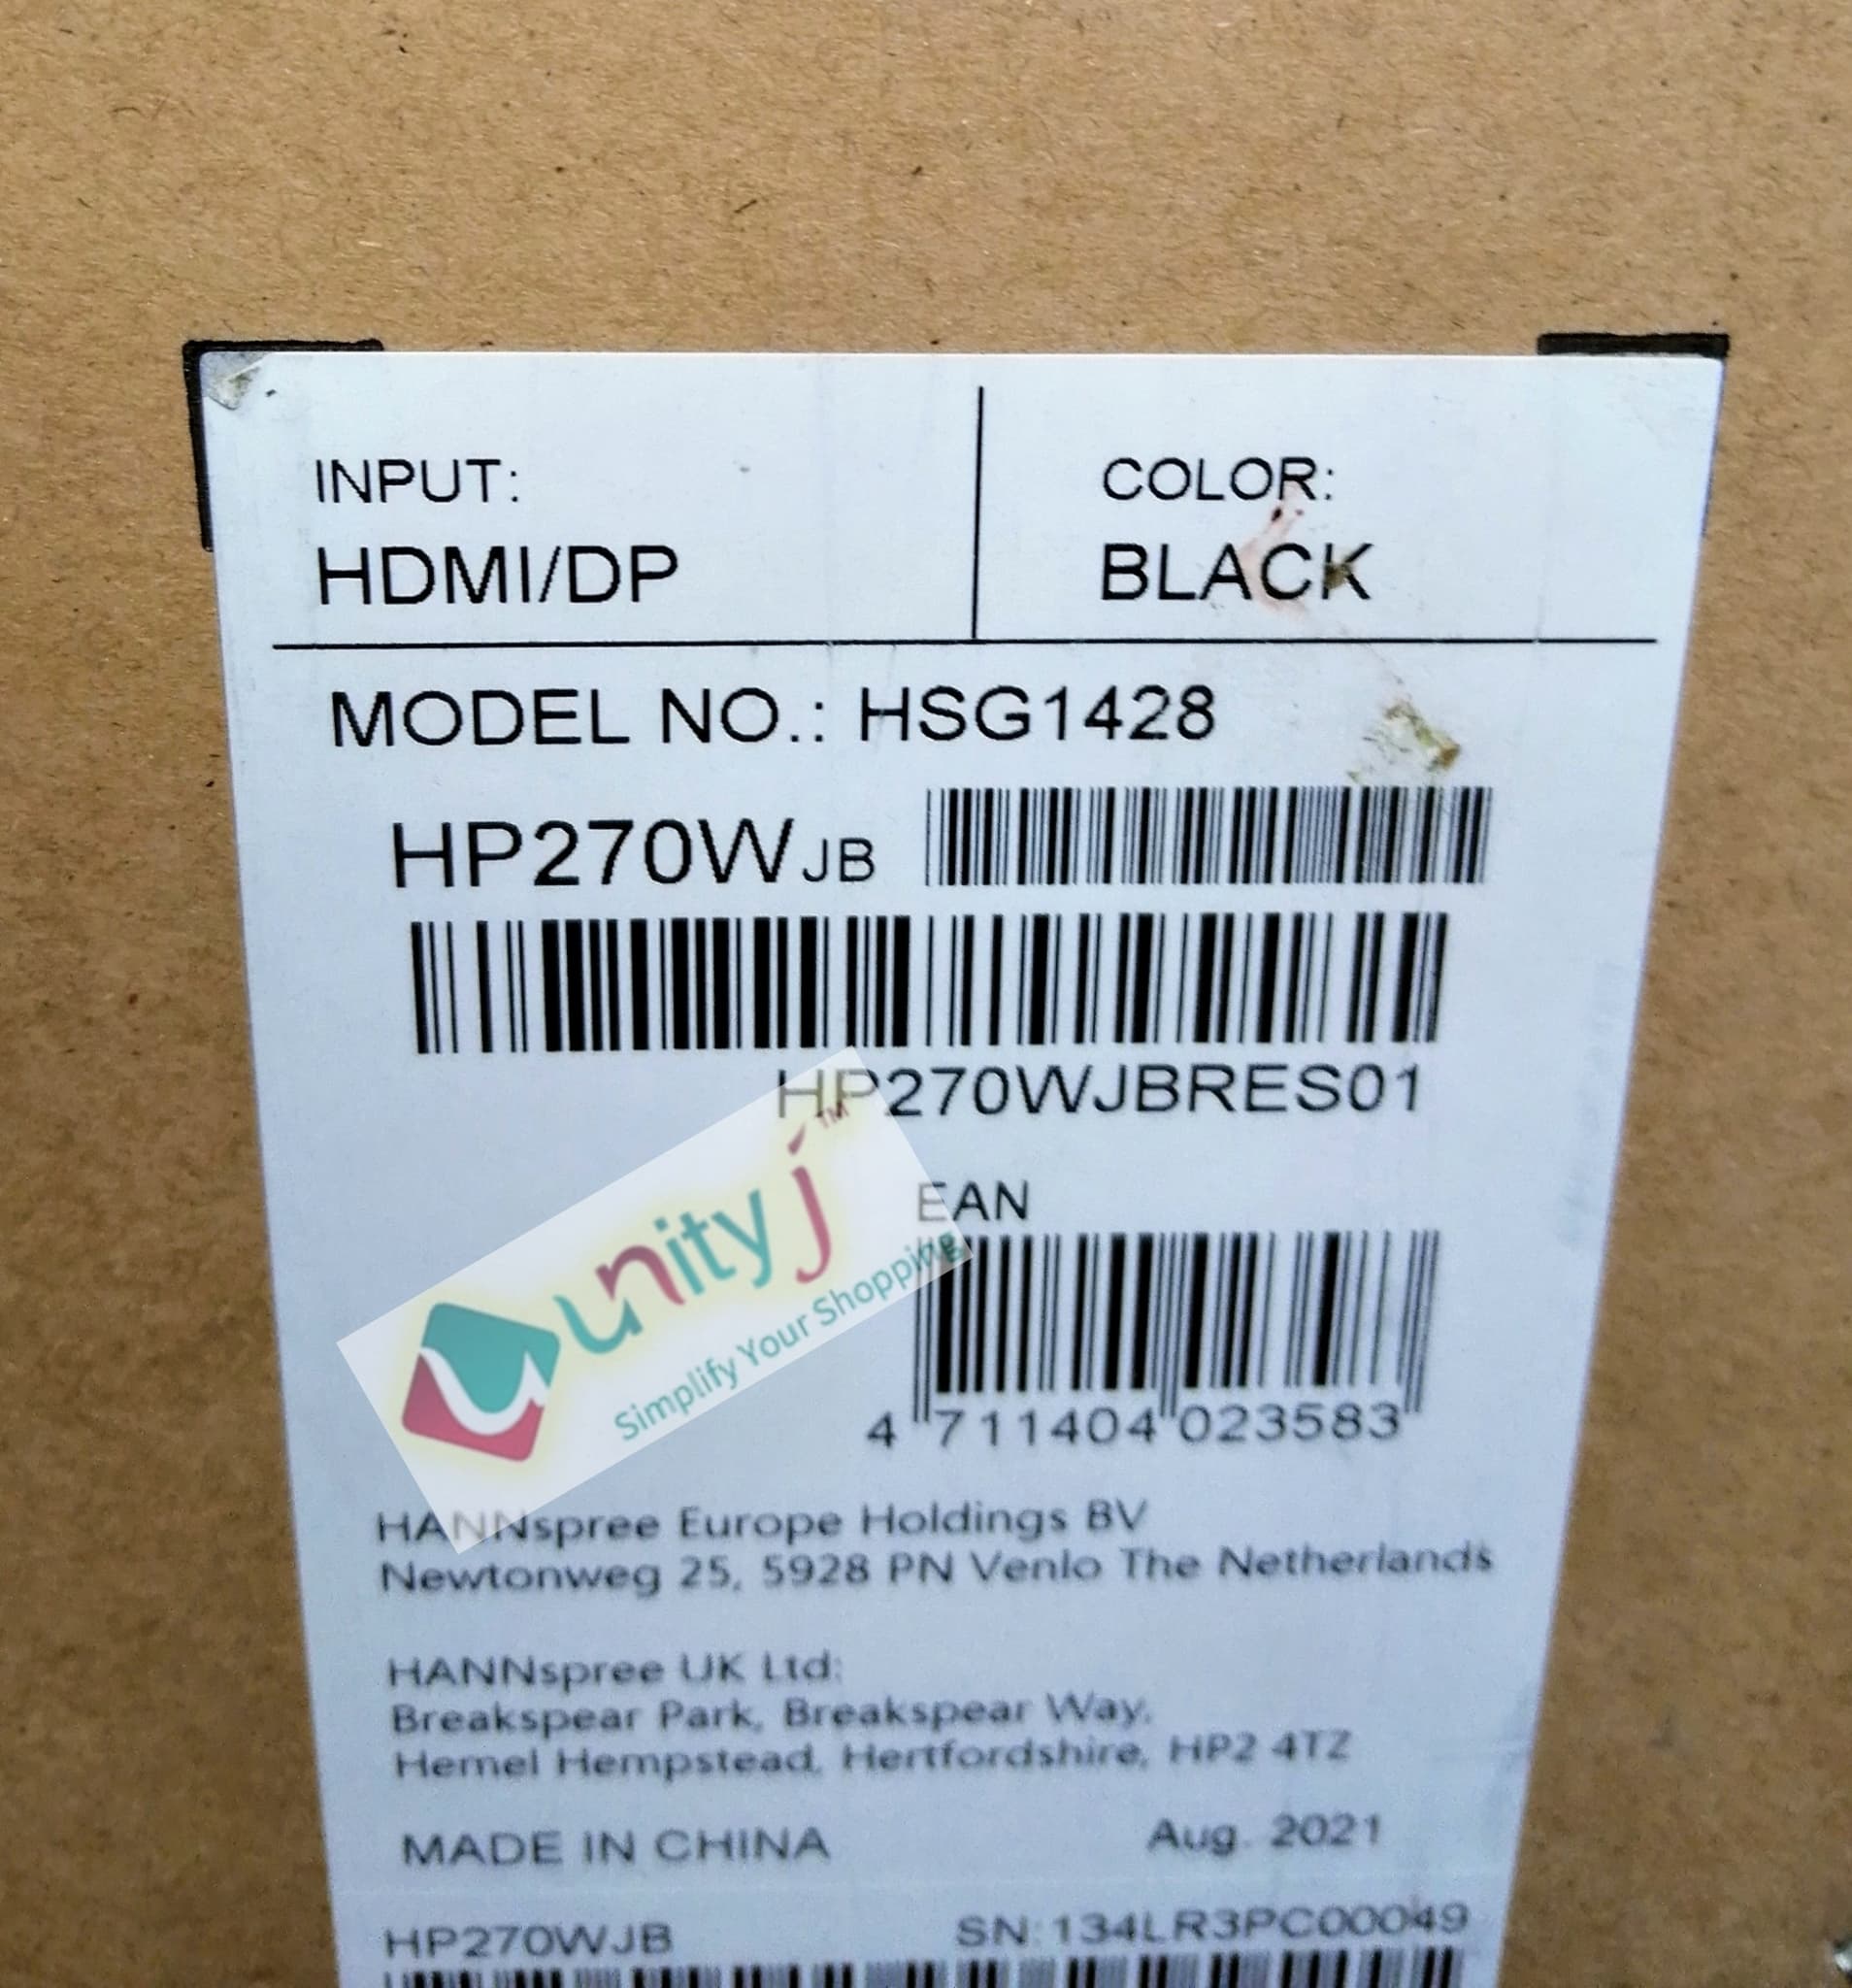 INPUT:
HDMI/DP
COLOR:
BLACK
MODEL NO.: HSG1428
HP270WJB
HP270WJBRES01
EAN
4 711404 023583
unityj™
Simplify Your Shopping
HANNspree Europe Holdings BV
Newtonweg 25, 5928 PN Venlo The Netherlands
HANNspree UK Ltd:
Breakspear Park, Breakspear Way,
Hemel Hempstead, Hertfordshire, HP2 4TZ
MADE IN CHINA
Aug. 2021
HP270WJB
SN:134LR3PC00049